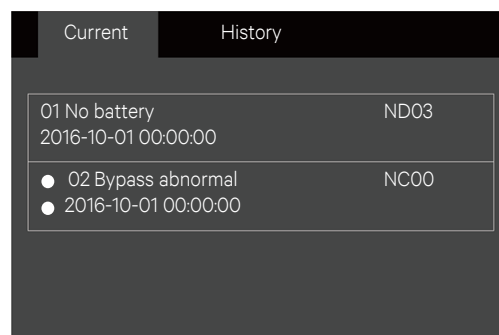 Current History
01 No battery ND03
2016-10-01 00:00:00
02 Bypass abnormal NC00
2016-10-01 00:00:00